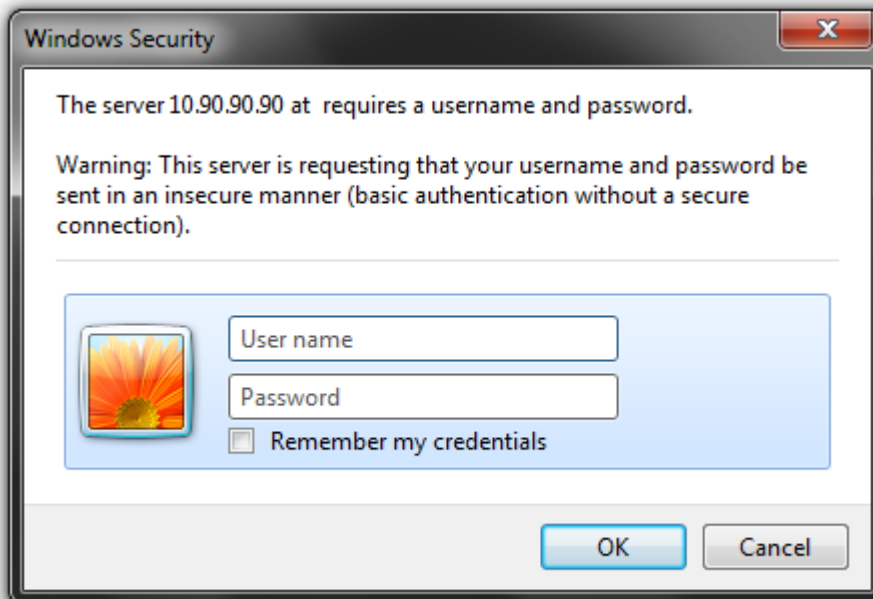 Windows Security
The server 10.90.90.90 at  requires a username and password.
Warning: This server is requesting that your username and password be
sent in an insecure manner (basic authentication without a secure
connection).
User name
Password
Remember my credentials
OK
Cancel